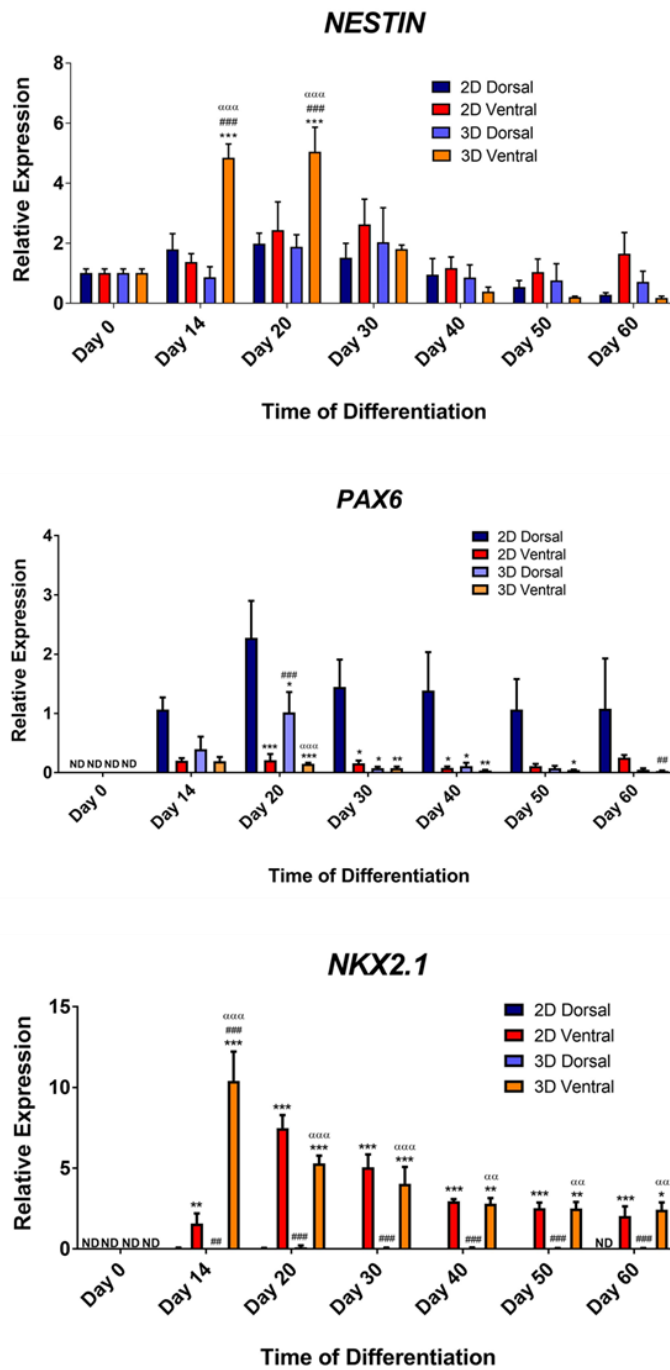 NESTIN
8
6
4
2
0
Relative Expression
2D Dorsal
2D Ventral
3D Dorsal
3D Ventral
ααα
###
***
ααα
###
***
Day 0
Day 14
Day 20
Day 30
Day 40
Day 50
Day 60
Time of Differentiation
PAX6
4
3
2
1
0
Relative Expression
2D Dorsal
2D Ventral
3D Dorsal
3D Ventral
ND ND ND ND
***
###
*
ααα
***
*
*
**
*
*
**
*
##
Day 0
Day 14
Day 20
Day 30
Day 40
Day 50
Day 60
Time of Differentiation
NKX2.1
15
10
5
0
Relative Expression
2D Dorsal
2D Ventral
3D Dorsal
3D Ventral
ND ND ND ND
**
##
ααα
###
***
***
###
ααα
***
***
###
ααα
***
***
###
αα
**
***
###
αα
**
ND
***
###
αα
*
Day 0
Day 14
Day 20
Day 30
Day 40
Day 50
Day 60
Time of Differentiation